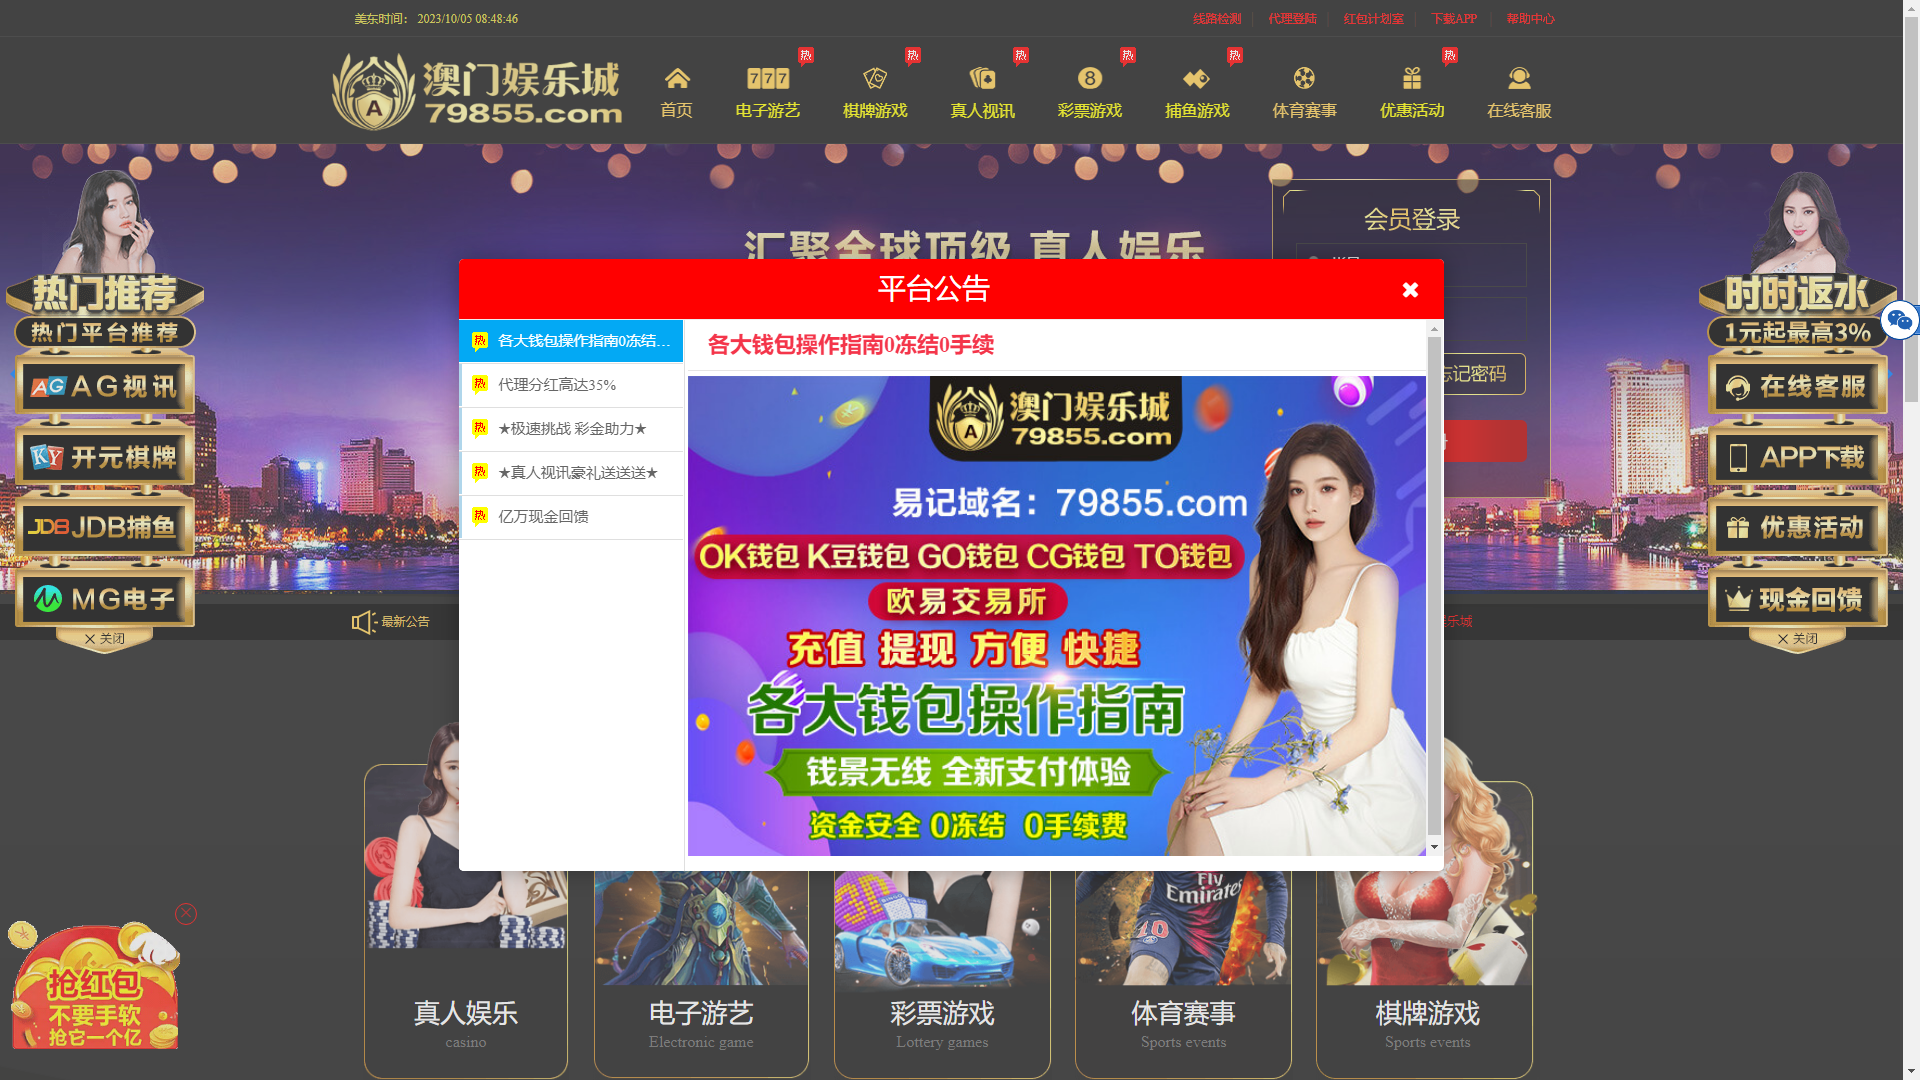 美东时间： 2023/10/05 08:48:46
线路检测
代理登陆
红包计划室
下载APP
帮助中心
澳门娱乐城
79855.com
A
首页
777
热
电子游艺
热
棋牌游戏
热
真人视讯
8
热
彩票游戏
热
捕鱼游戏
体育赛事
热
优惠活动
在线客服
汇聚全球顶级 真人娱乐
会员登录
忘记密码
热门推荐
热门平台推荐
AG AG视讯
KY 开元棋牌
JDB JDB捕鱼
MG电子
关闭
时时返水
1元起最高3%
在线客服
APP下载
优惠活动
现金回馈
关闭
最新公告
乐城
平台公告
热 各大钱包操作指南0冻结...
热 代理分红高达35%
热 ★极速挑战 彩金助力★
热 ★真人视讯豪礼送送送★
热 亿万现金回馈
各大钱包操作指南0冻结0手续
A
澳门娱乐城
79855.com
易记域名：79855.com
OK钱包 K豆钱包 GO钱包 CG钱包 TO钱包
欧易交易所
充值 提现 方便 快捷
各大钱包操作指南
钱景无线 全新支付体验
资金安全 0冻结 0手续费
Fly
Emirates
10
抢红包
不要手软
抢它一个亿
真人娱乐
casino
电子游艺
Electronic game
彩票游戏
Lottery games
体育赛事
Sports events
棋牌游戏
Sports events